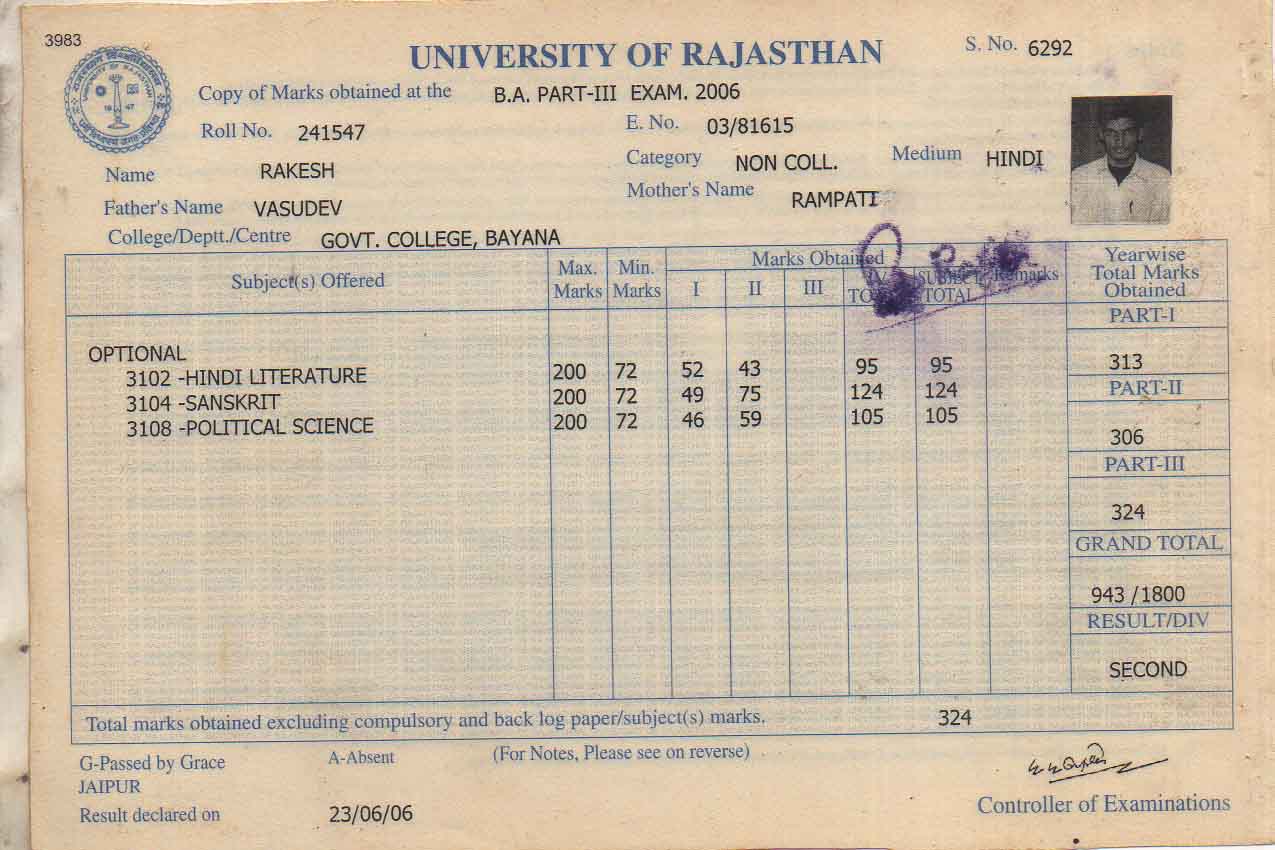 3983
UNIVERSITY OF RAJASTHAN
S. No. 6292
UNIVERSITY OF RAJASTHAN
1947
Copy of Marks obtained at the B.A. PART-III EXAM. 2006
Roll No. 241547 E. No. 03/81615
Name RAKESH Category NON COLL. Medium HINDI
Father's Name VASUDEV Mother's Name RAMPATI
College/Deptt./Centre GOVT. COLLEGE, BAYANA
Subject(s) Offered Max. Marks Min. Marks Marks Obtained Yearwise Total Marks Obtained
I II III SUBJECT TOTAL Remarks
PART-I
OPTIONAL
313
3102 -HINDI LITERATURE 200 72 52 43 95 95
PART-II
3104 -SANSKRIT 200 72 49 75 124 124
3108 -POLITICAL SCIENCE 200 72 46 59 105 105
306
PART-III
324
GRAND TOTAL
943 /1800
RESULT/DIV
SECOND
Total marks obtained excluding compulsory and back log paper/subject(s) marks. 324
G-Passed by Grace A-Absent (For Notes, Please see on reverse)
JAIPUR
Result declared on 23/06/06
Controller of Examinations